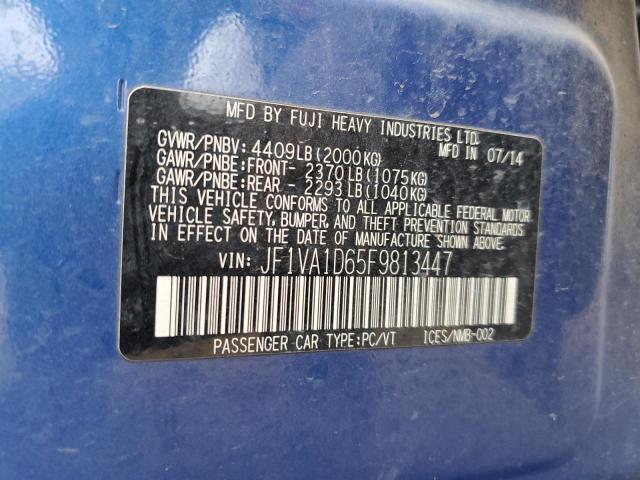 MFD BY FUJI HEAVY INDUSTRIES LTD.
GVWR/PNBV: 4409LB(2000KG) MFD IN 07/14
GAWR/PNBE:FRONT- 2370LB(1075KG)
GAWR/PNBE:REAR - 2293LB(1040KG)
THIS VEHICLE CONFORMS TO ALL APPLICABLE FEDERAL MOTOR
VEHICLE SAFETY, BUMPER, AND THEFT PREVENTION STANDARDS
IN EFFECT ON THE DATE OF MANUFACTURE SHOWN ABOVE.
VIN: JF1VA1D65F9813447
PASSENGER CAR TYPE:PC/VT ICES/NMB-002